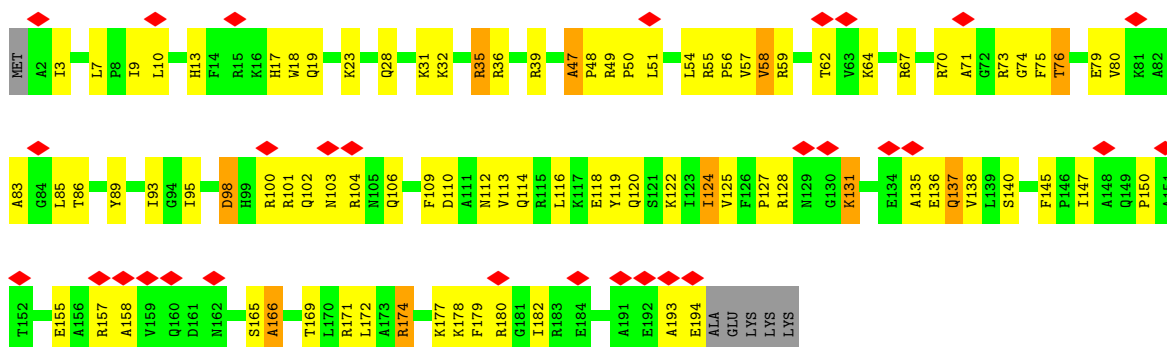 MET A2 I3 L7 P8 I9 L10 H13 F14 R15 K16 H17 W18 Q19 K23 Q28 K31 K32 R35 R36 R39 A47 P48 R49 P50 L51 L54 R55 P56 V57 V58 R59 T62 V63 K64 R67 R70 A71 G72 R73 G74 F75 T76 E79 V80 K81 A82
A83 G84 L85 T86 Y89 I93 G94 I95 D98 H99 R100 R101 Q102 N103 R104 N105 Q106 F109 D110 A111 N112 V113 Q114 R115 L116 K117 E118 Y119 Q120 S121 K122 I123 I124 V125 F126 P127 R128 N129 G130 K131 E134 A135 E136 Q137 V138 L139 S140 F145 P146 I147 A148 Q149 P150 A151
T152 E155 A156 R157 A158 V159 Q160 D161 N162 S165 A166 T169 L170 R171 L172 A173 R174 K177 K178 F179 R180 G181 I182 R183 E184 A191 E192 A193 E194 ALA GLU LYS LYS LYS